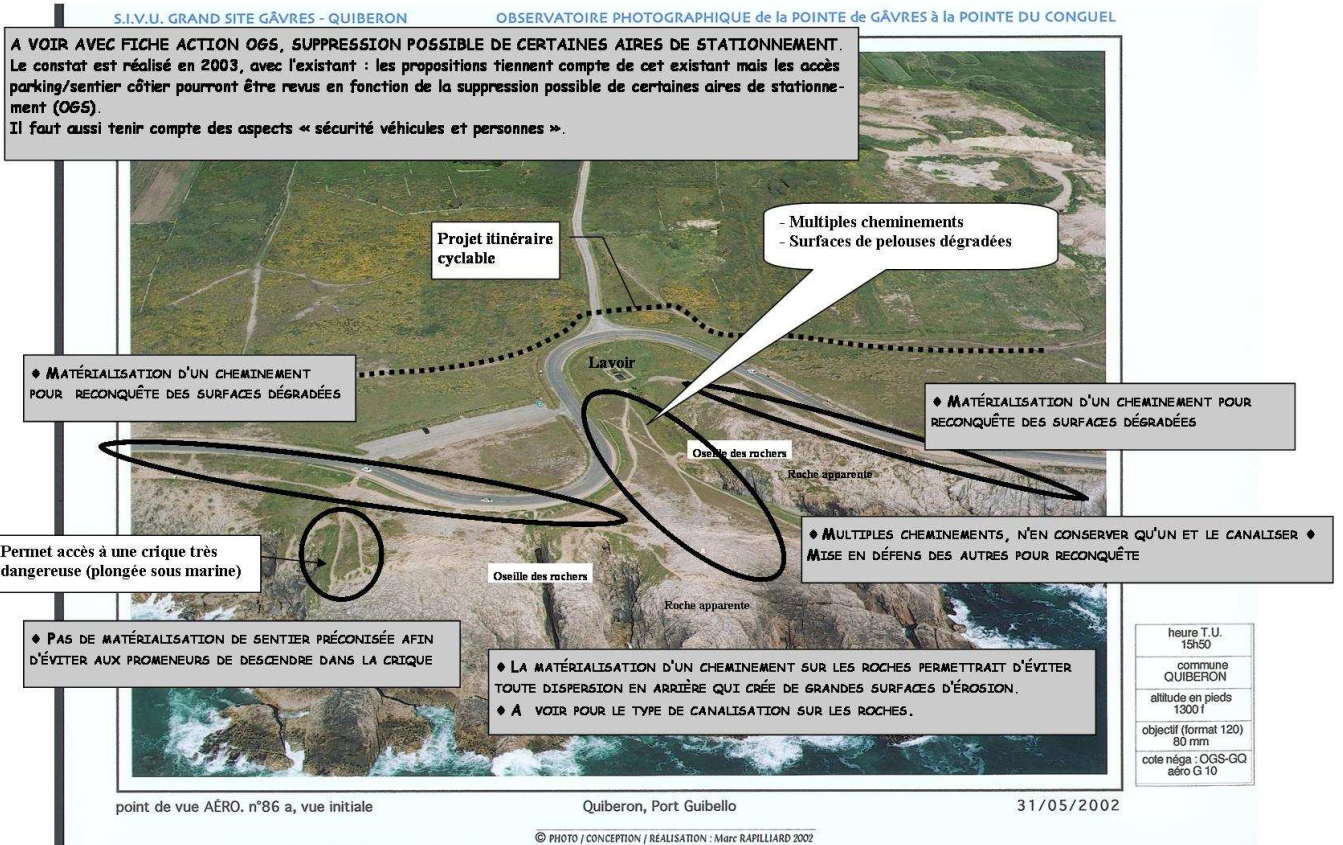 S.I.V.U. GRAND SITE GÂVRES - QUIBERON
OBSERVATOIRE PHOTOGRAPHIQUE de la POINTE de GÂVRES à la POINTE DU CONGUEL
A VOIR AVEC FICHE ACTION OGS, SUPPRESSION POSSIBLE DE CERTAINES AIRES DE STATIONNEMENT.
Le constat est réalisé en 2003, avec l'existant : les propositions tiennent compte de cet existant mais les accès
parking/sentier côtier pourront être revus en fonction de la suppression possible de certaines aires de stationne-
ment (OGS).
Il faut aussi tenir compte des aspects « sécurité véhicules et personnes ».
- Multiples cheminements
- Surfaces de pelouses dégradées
Projet itinéraire
cyclable
Lavoir
♦ MATÉRIALISATION D'UN CHEMINEMENT
POUR RECONQUÊTE DES SURFACES DÉGRADÉES
♦ MATÉRIALISATION D'UN CHEMINEMENT POUR
RECONQUÊTE DES SURFACES DÉGRADÉES
Oseille des rochers
Roche apparente
♦ MULTIPLES CHEMINEMENTS, N'EN CONSERVER QU'UN ET LE CANALISER ♦
MISE EN DÉFENS DES AUTRES POUR RECONQUÊTE
Permet accès à une crique très
dangereuse (plongée sous marine)
Oseille des rochers
Roche apparente
♦ PAS DE MATÉRIALISATION DE SENTIER PRÉCONISÉE AFIN
D'ÉVITER AUX PROMENEURS DE DESCENDRE DANS LA CRIQUE
♦ LA MATÉRIALISATION D'UN CHEMINEMENT SUR LES ROCHES PERMETTRAIT D'ÉVITER
TOUTE DISPERSION EN ARRIÈRE QUI CRÉE DE GRANDES SURFACES D'ÉROSION.
♦ A VOIR POUR LE TYPE DE CANALISATION SUR LES ROCHES.
heure T.U.
15h50
commune
QUIBERON
altitude en pieds
1300 f
objectif (format 120)
80 mm
cote néga : OGS-GQ
aéro G 10
point de vue AÉRO. n°86 a, vue initiale
Quiberon, Port Guibello
31/05/2002
© PHOTO / CONCEPTION / RÉALISATION : Marc RAPILLIARD 2002